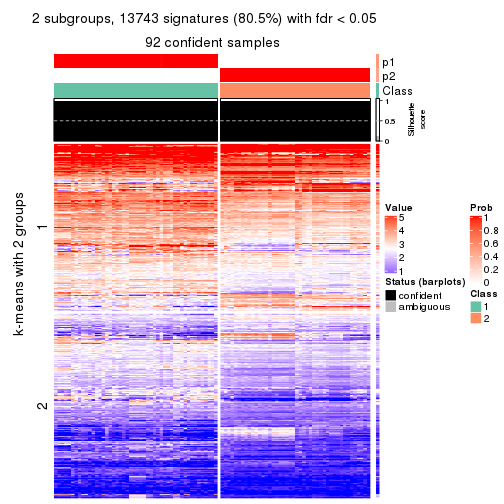 2 subgroups, 13743 signatures (80.5%) with fdr < 0.05
92 confident samples
p1
p2
Class
1
0.5
0
Silhouette
score
k-means with 2 groups
1
2
Value
5
4
3
2
1
Status (barplots)
confident
ambiguous
Prob
1
0.8
0.6
0.4
0.2
0
Class
1
2